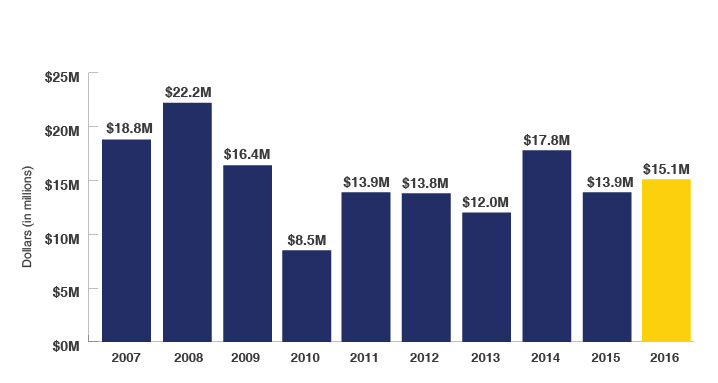 $25M
$20M
$15M
$10M
$5M
$0M
Dollars (in millions)
$18.8M
$22.2M
$16.4M
$8.5M
$13.9M
$13.8M
$12.0M
$17.8M
$13.9M
$15.1M
2007 2008 2009 2010 2011 2012 2013 2014 2015 2016